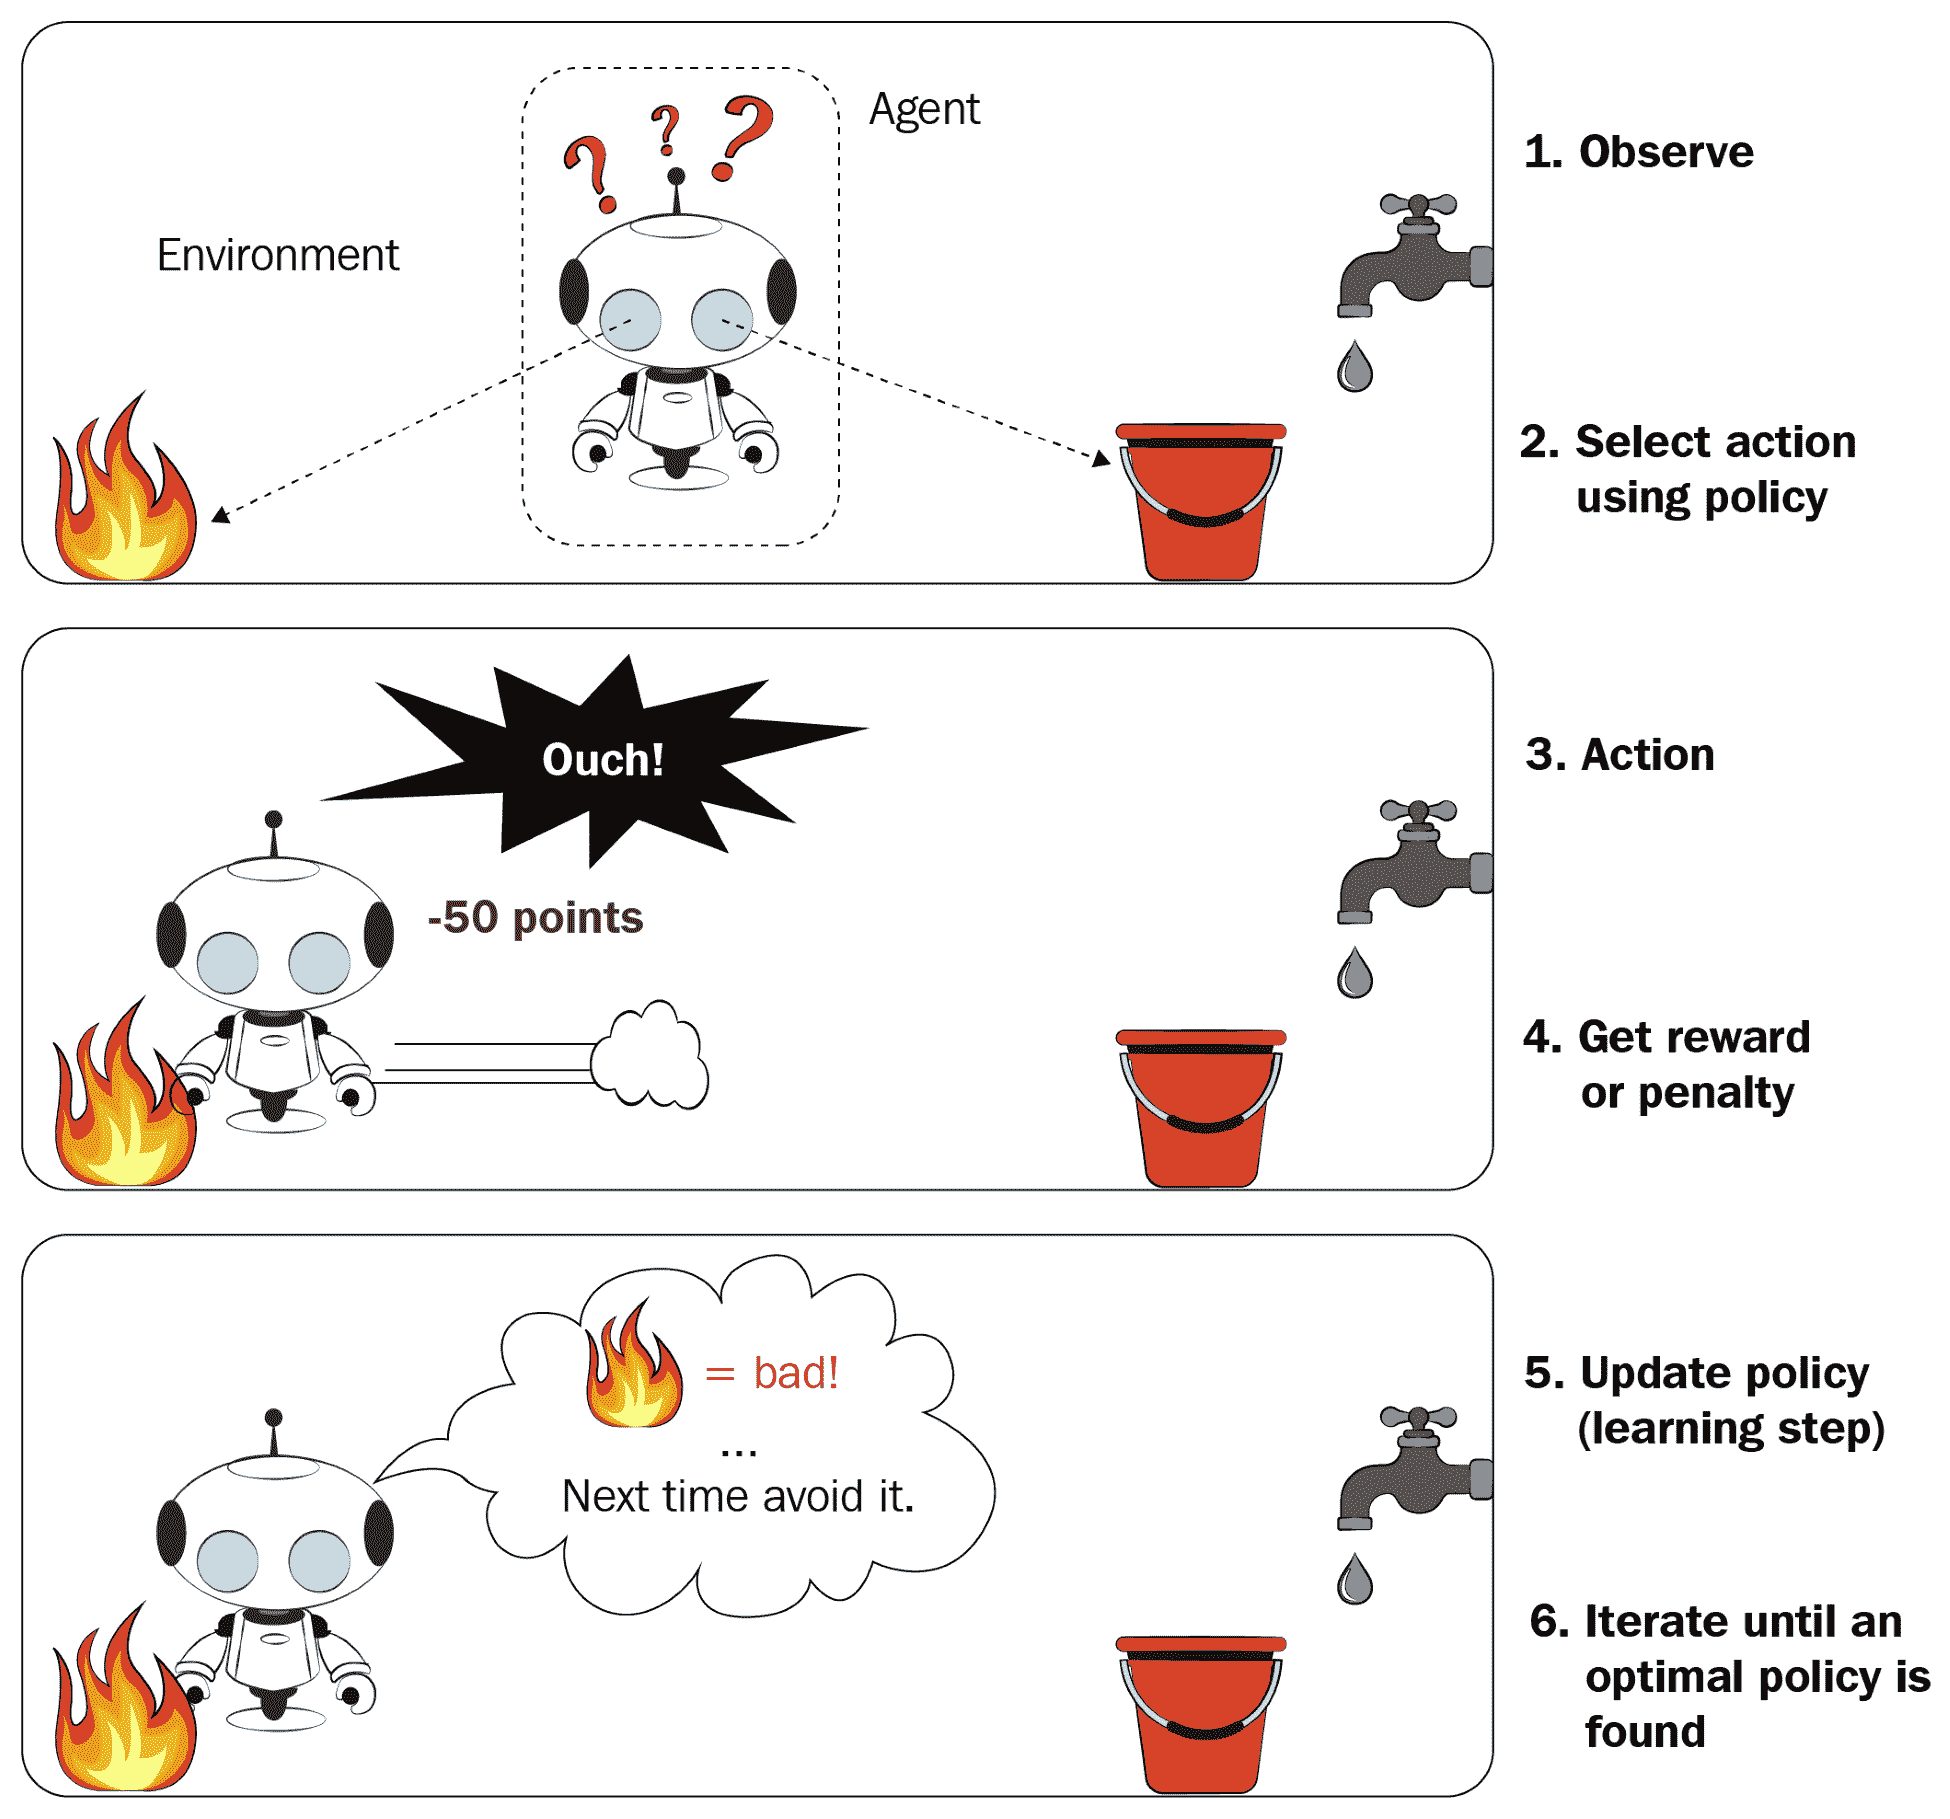 Agent
Environment
? ? ?
1. Observe
2. Select action
using policy
Ouch!
-50 points
3. Action
4. Get reward
or penalty
= bad!
...
Next time avoid it.
5. Update policy
(learning step)
6. Iterate until an
optimal policy is
found